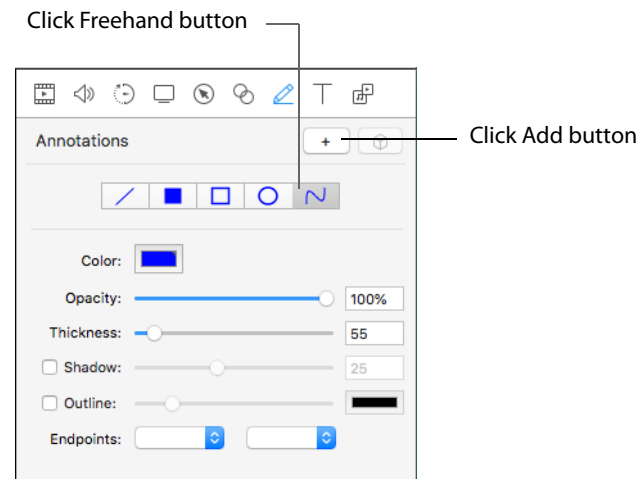 Click Freehand button
Annotations
+
Click Add button
Color:
Opacity: 100%
Thickness: 55
Shadow: 25
Outline:
Endpoints: